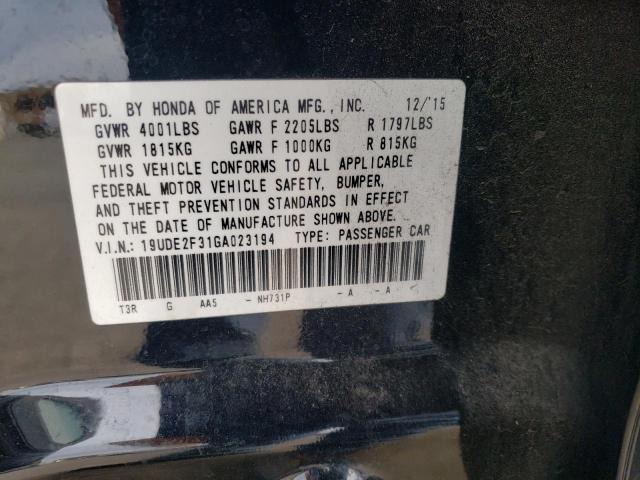 MFD. BY HONDA OF AMERICA MFG., INC. 12/'15
GVWR 4001LBS GAWR F 2205LBS R 1797LBS
GVWR 1815KG GAWR F 1000KG R 815KG
THIS VEHICLE CONFORMS TO ALL APPLICABLE
FEDERAL MOTOR VEHICLE SAFETY, BUMPER,
AND THEFT PREVENTION STANDARDS IN EFFECT
ON THE DATE OF MANUFACTURE SHOWN ABOVE.
V.I.N.: 19UDE2F31GA023194 TYPE: PASSENGER CAR
T3R G AA5 - NH731P - A - A